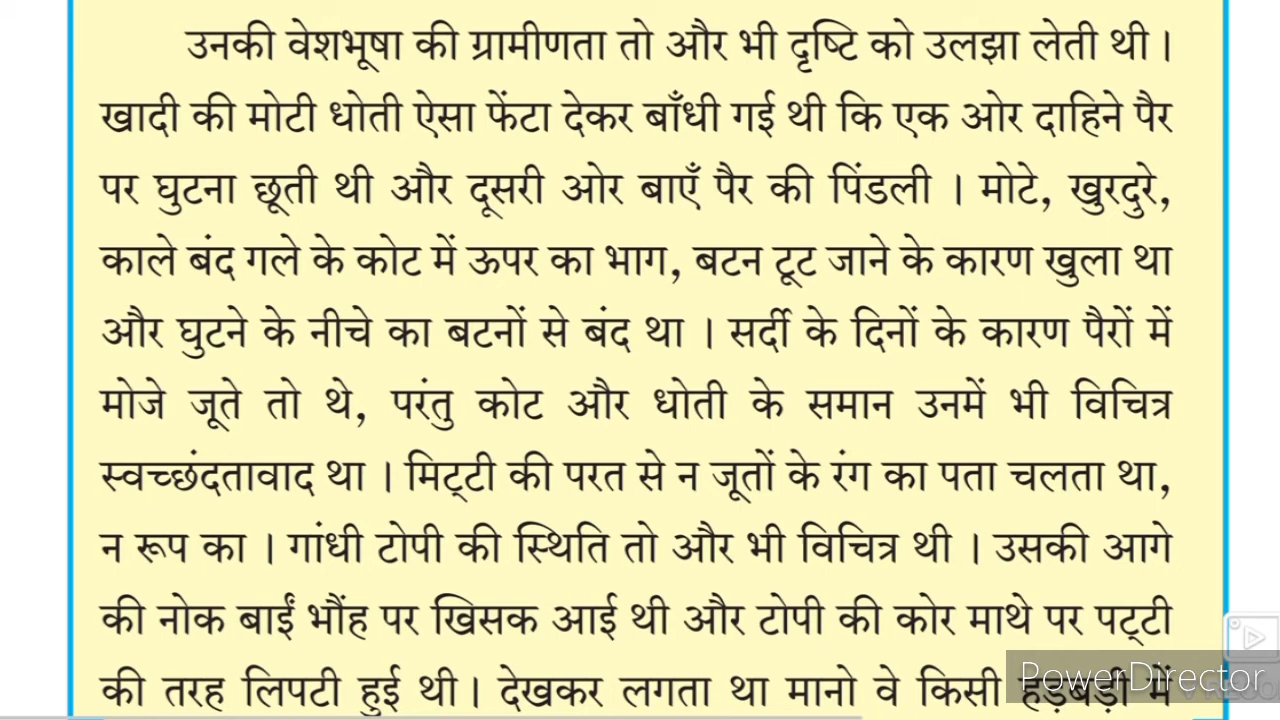 उनकी वेशभूषा की ग्रामीणता तो और भी दृष्टि को उलझा लेती थी।
खादी की मोटी धोती ऐसा फेंटा देकर बाँधी गई थी कि एक ओर दाहिने पैर
पर घुटना छूती थी और दूसरी ओर बाएँ पैर की पिंडली । मोटे, खुरदुरे,
काले बंद गले के कोट में ऊपर का भाग, बटन टूट जाने के कारण खुला था
और घुटने के नीचे का बटनों से बंद था । सर्दी के दिनों के कारण पैरों में
मोजे जूते तो थे, परंतु कोट और धोती के समान उनमें भी विचित्र
स्वच्छंदतावाद था । मिट्‌टी की परत से न जूतों के रंग का पता चलता था,
न रूप का । गांधी टोपी की स्थिति तो और भी विचित्र थी । उसकी आगे
की नोक बाईं भौंह पर खिसक आई थी और टोपी की कोर माथे पर पट्‌टी
की तरह लिपटी हुई थी। देखकर लगता था मानो वे किसी हड़बड़ी में
PowerDirector